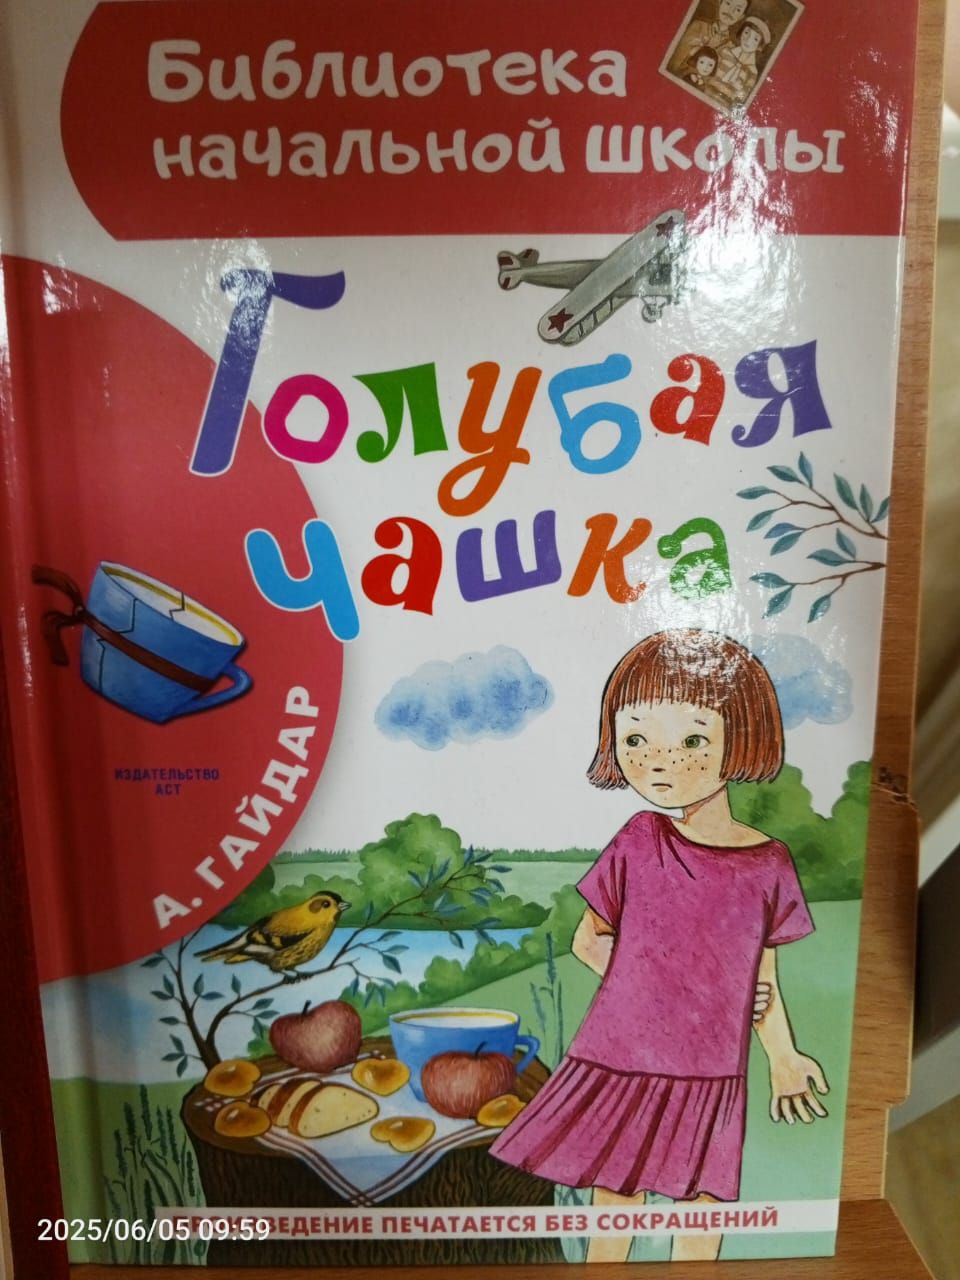 Библиотека
начальной школы
Голубая
чашка
ИЗДАТЕЛЬСТВО
АСТ
А. ГАЙДАР
ПРОИЗВЕДЕНИЕ ПЕЧАТАЕТСЯ БЕЗ СОКРАЩЕНИЙ
2025/06/05 09:59